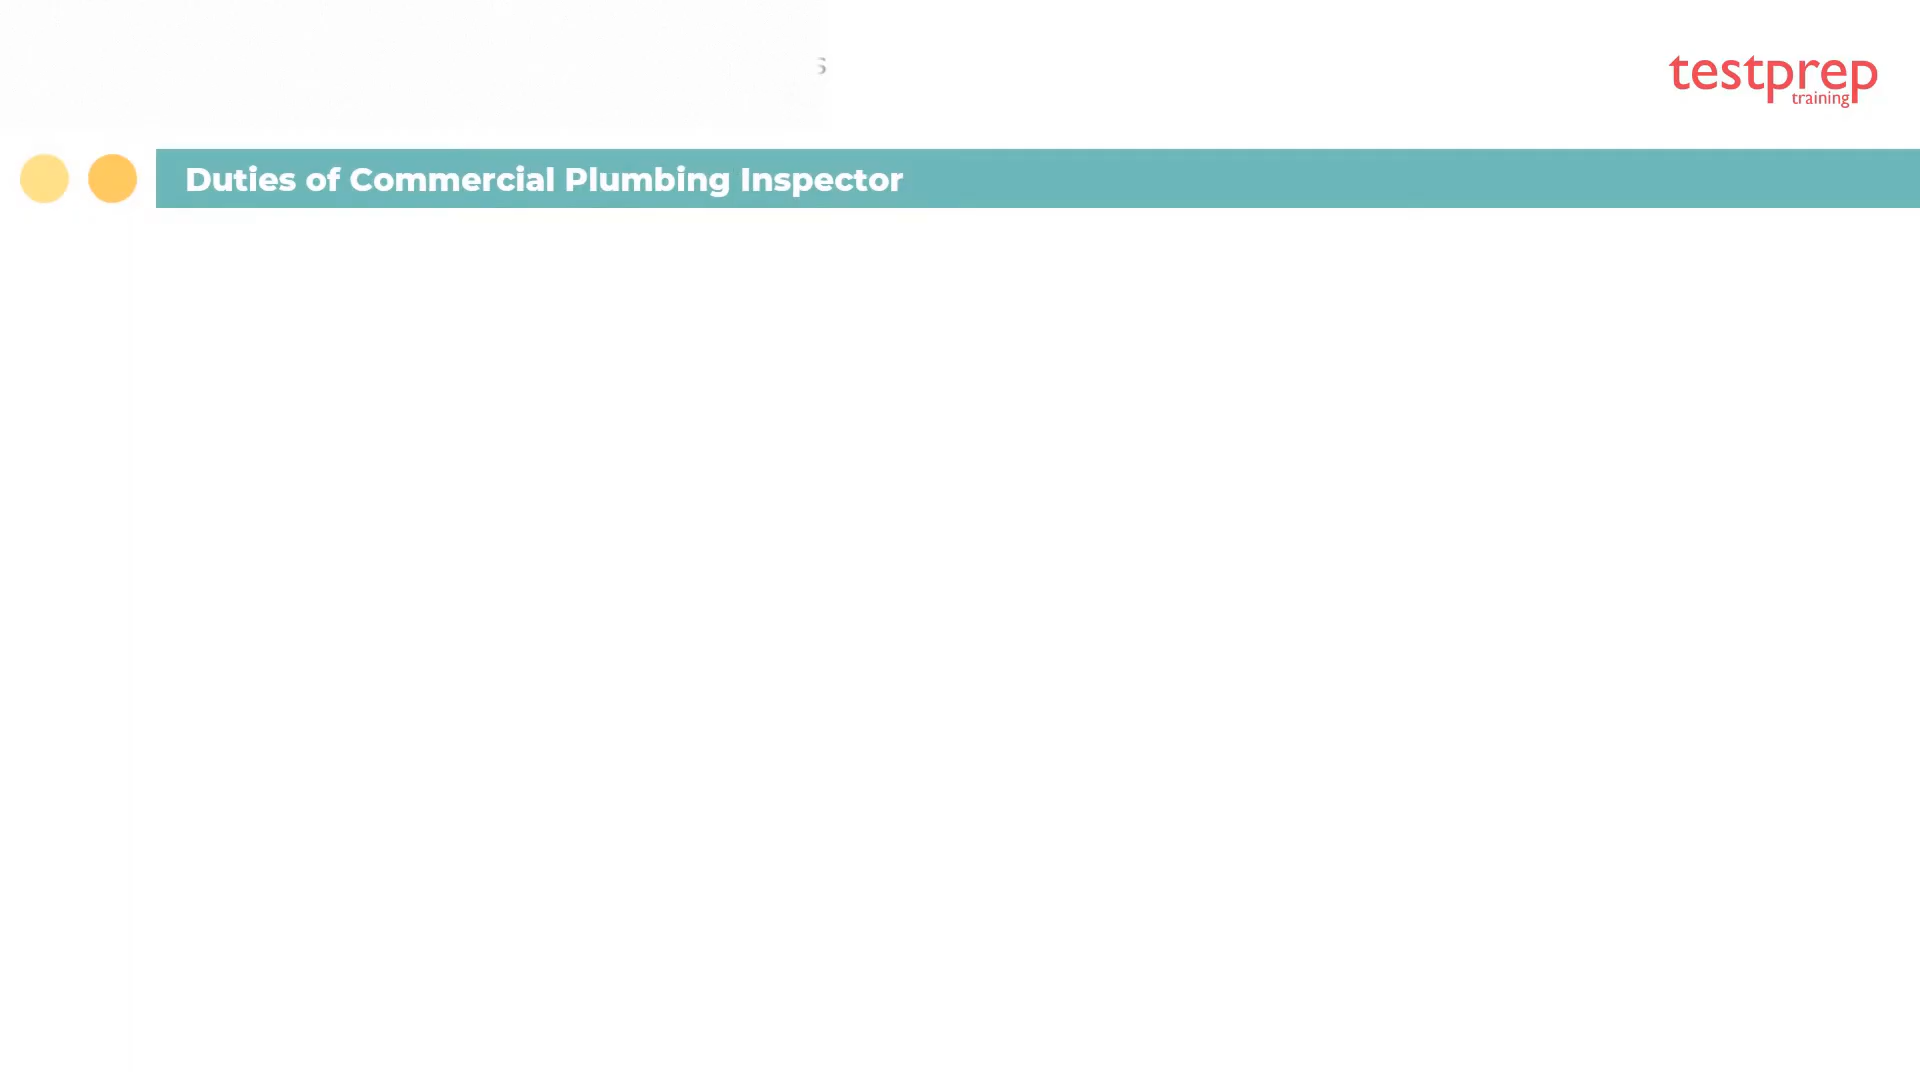 testprep
training
Duties of Commercial Plumbing Inspector